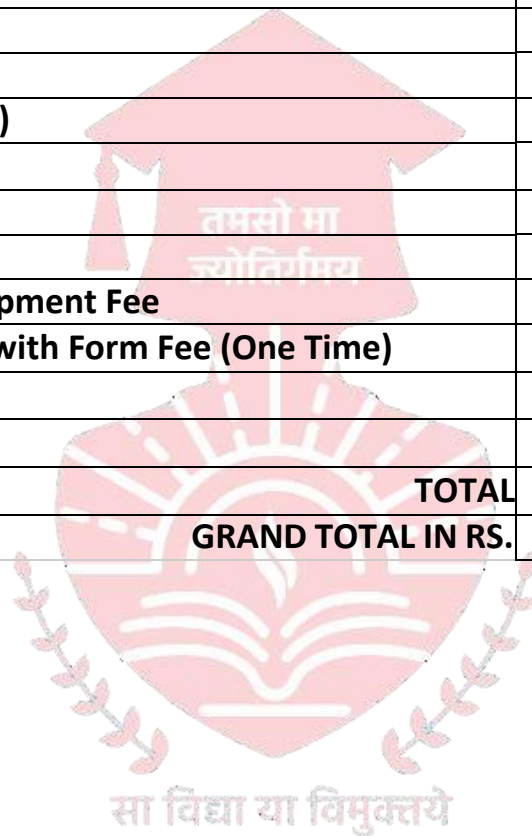 )
तमसो मा
ज्योतिर्गमय
pment Fee
with Form Fee (One Time)
TOTAL
GRAND TOTAL IN RS.
सा विद्या या विमुक्तये